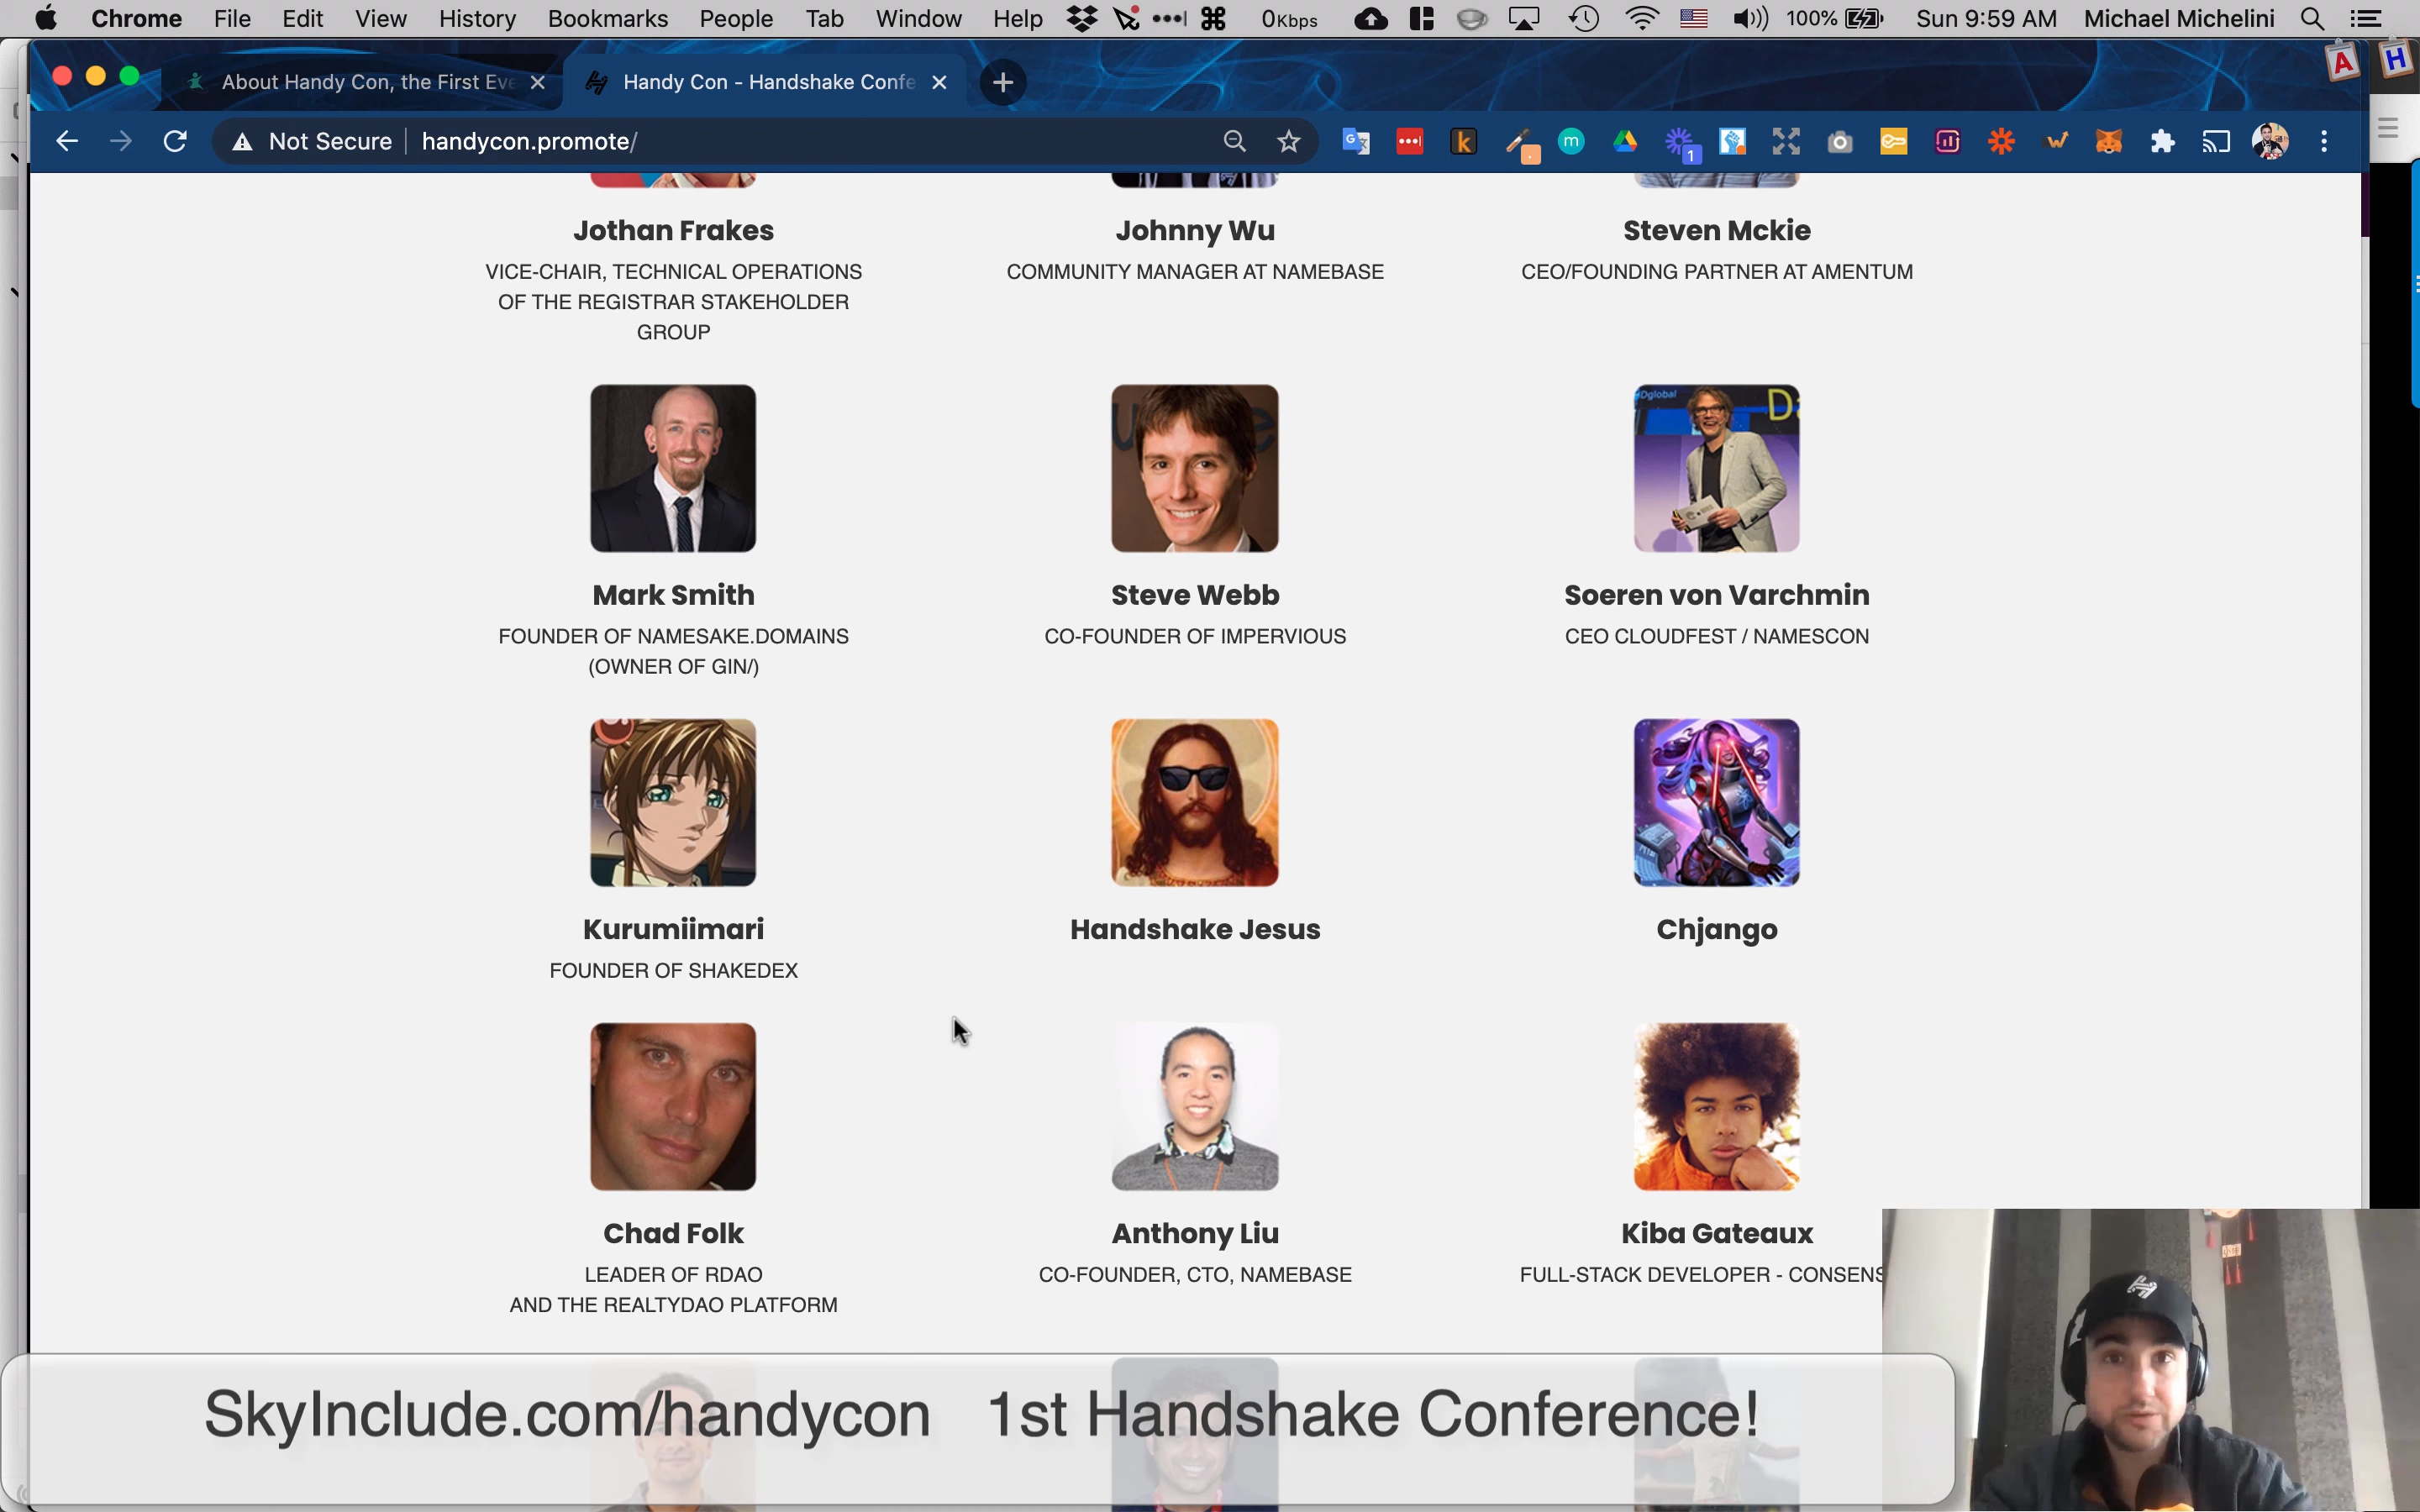 Chrome File Edit View History Bookmarks People Tab Window Help 0Kbps 100% Sun 9:59 AM Michael Michelini
About Handy Con, the First Eve
Handy Con - Handshake Confe
A H
Not Secure handycon.promote/
k m 1
Jothan Frakes
VICE-CHAIR, TECHNICAL OPERATIONS
OF THE REGISTRAR STAKEHOLDER
GROUP
Johnny Wu
COMMUNITY MANAGER AT NAMEBASE
Steven Mckie
CEO/FOUNDING PARTNER AT AMENTUM
Dglobal
Mark Smith
FOUNDER OF NAMESAKE.DOMAINS
(OWNER OF GIN/)
Steve Webb
CO-FOUNDER OF IMPERVIOUS
Soeren von Varchmin
CEO CLOUDFEST / NAMESCON
Kurumiimari
FOUNDER OF SHAKEDEX
Handshake Jesus
Chjango
Chad Folk
LEADER OF RDAO
AND THE REALTYDAO PLATFORM
Anthony Liu
CO-FOUNDER, CTO, NAMEBASE
Kiba Gateaux
FULL-STACK DEVELOPER - CONSENS
SkyInclude.com/handycon 1st Handshake Conference!